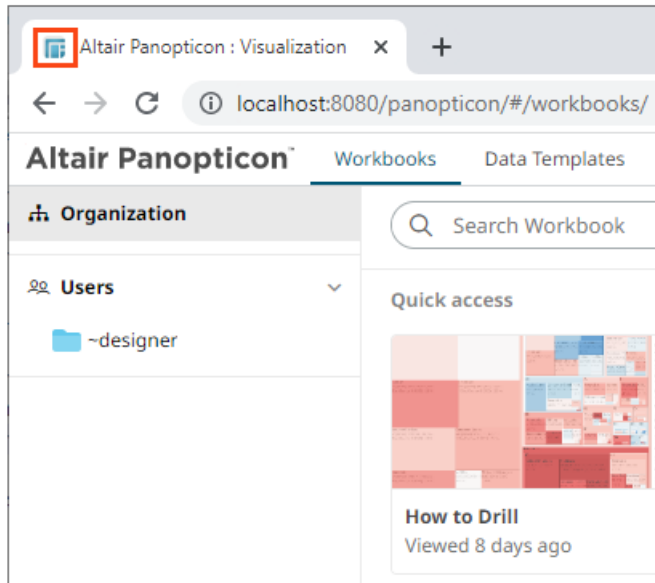 Altair Panopticon : Visualization
localhost:8080/panopticon/#/workbooks/
Altair Panopticon™ Workbooks Data Templates
Organization
Search Workbook
Users
Quick access
~designer
How to Drill
Viewed 8 days ago